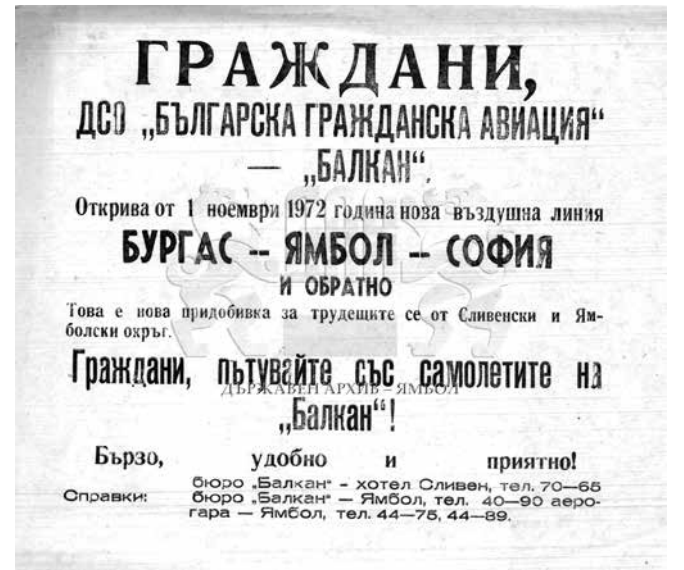 ГРАЖДАНИ,
ДСО „БЪЛГАРСКА ГРАЖДАНСКА АВИАЦИЯ“
— „БАЛКАН“.
Открива от 1 ноември 1972 година нова въздушна линия
БУРГАС -- ЯМБОЛ -- СОФИЯ
И ОБРАТНО
Това е нова придобивка за трудещите се от Сливенски и Ям-
болски окръг.
Граждани, пътувайте със самолетите на
ДЪРЖАВЕН АРХИВ – ЯМБОЛ
„Балкан“!
Бързо, удобно и приятно!
бюро „Балкан“ - хотел Сливен, тел. 70—65
Справки: бюро „Балкан“ — Ямбол, тел. 40—90 аеро-
гара — Ямбол, тел. 44—75, 44—89.